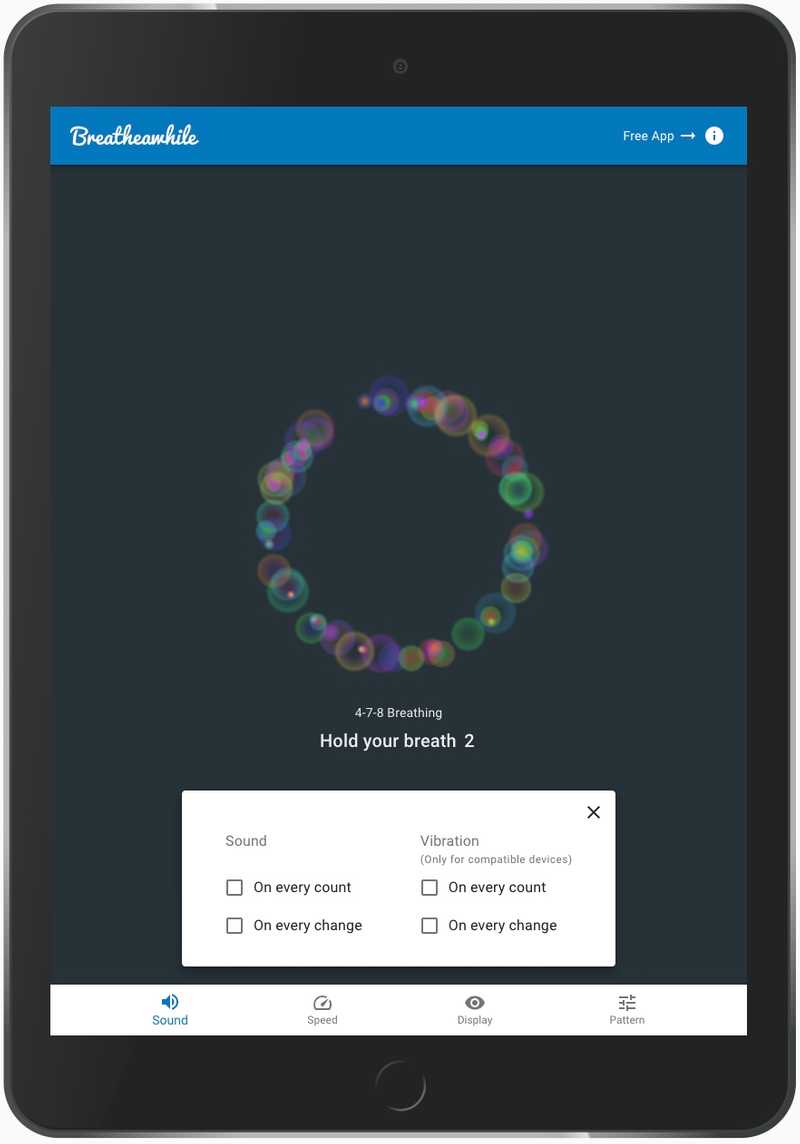 Breatheawhile
Free App →
4-7-8 Breathing
Hold your breath 2
Sound
Vibration
(Only for compatible devices)
On every count
On every count
On every change
On every change
Sound
Speed
Display
Pattern